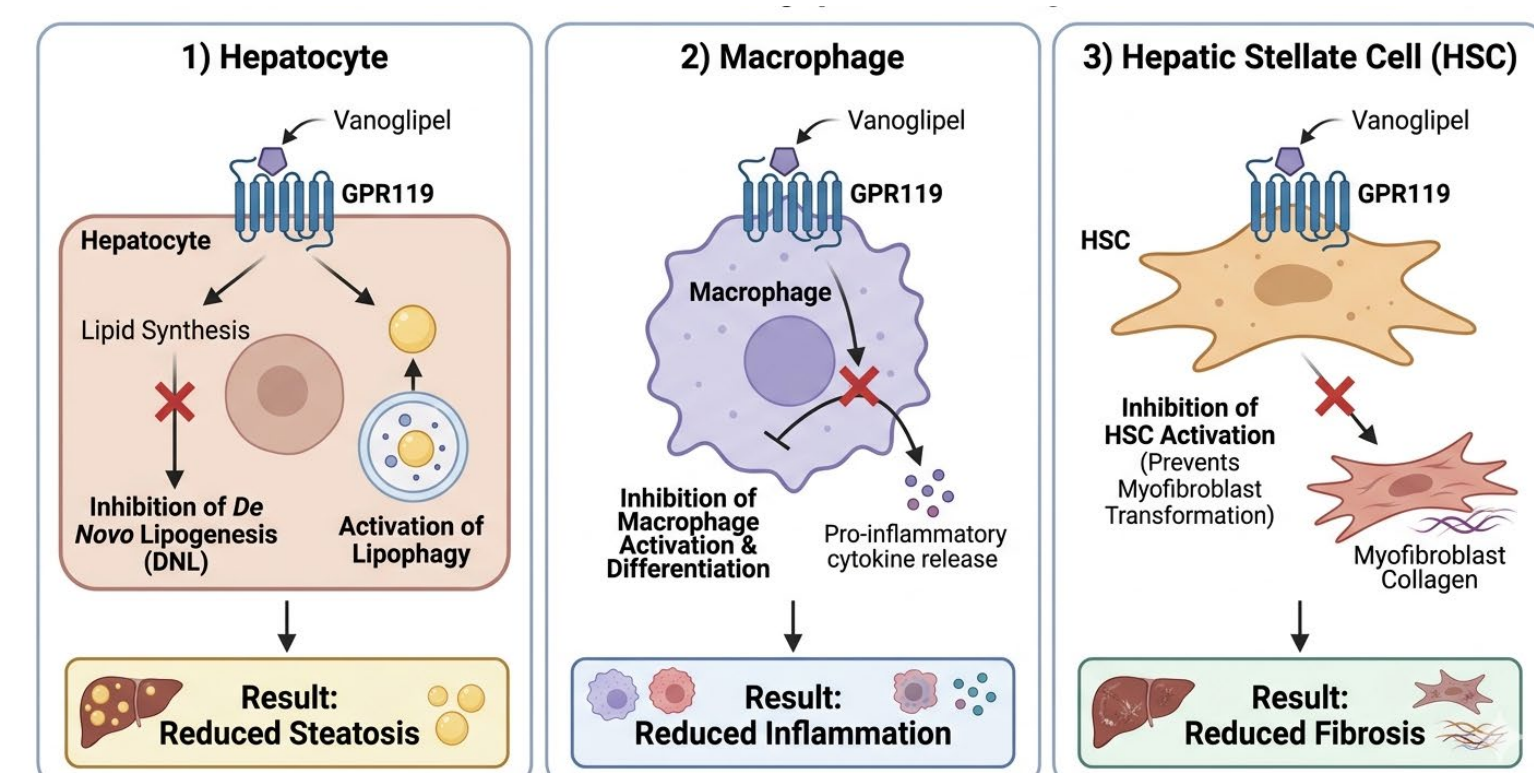 1) Hepatocyte
Vanoglipel
GPR119
Hepatocyte
Lipid Synthesis
Inhibition of De
Novo Lipogenesis
(DNL)
Activation of
Lipophagy
Result:
Reduced Steatosis
2) Macrophage
Vanoglipel
GPR119
Macrophage
Inhibition of
Macrophage
Activation &
Differentiation
Pro-inflammatory
cytokine release
Result:
Reduced Inflammation
3) Hepatic Stellate Cell (HSC)
Vanoglipel
GPR119
HSC
Inhibition of
HSC Activation
(Prevents
Myofibroblast
Transformation)
Myofibroblast
Collagen
Result:
Reduced Fibrosis